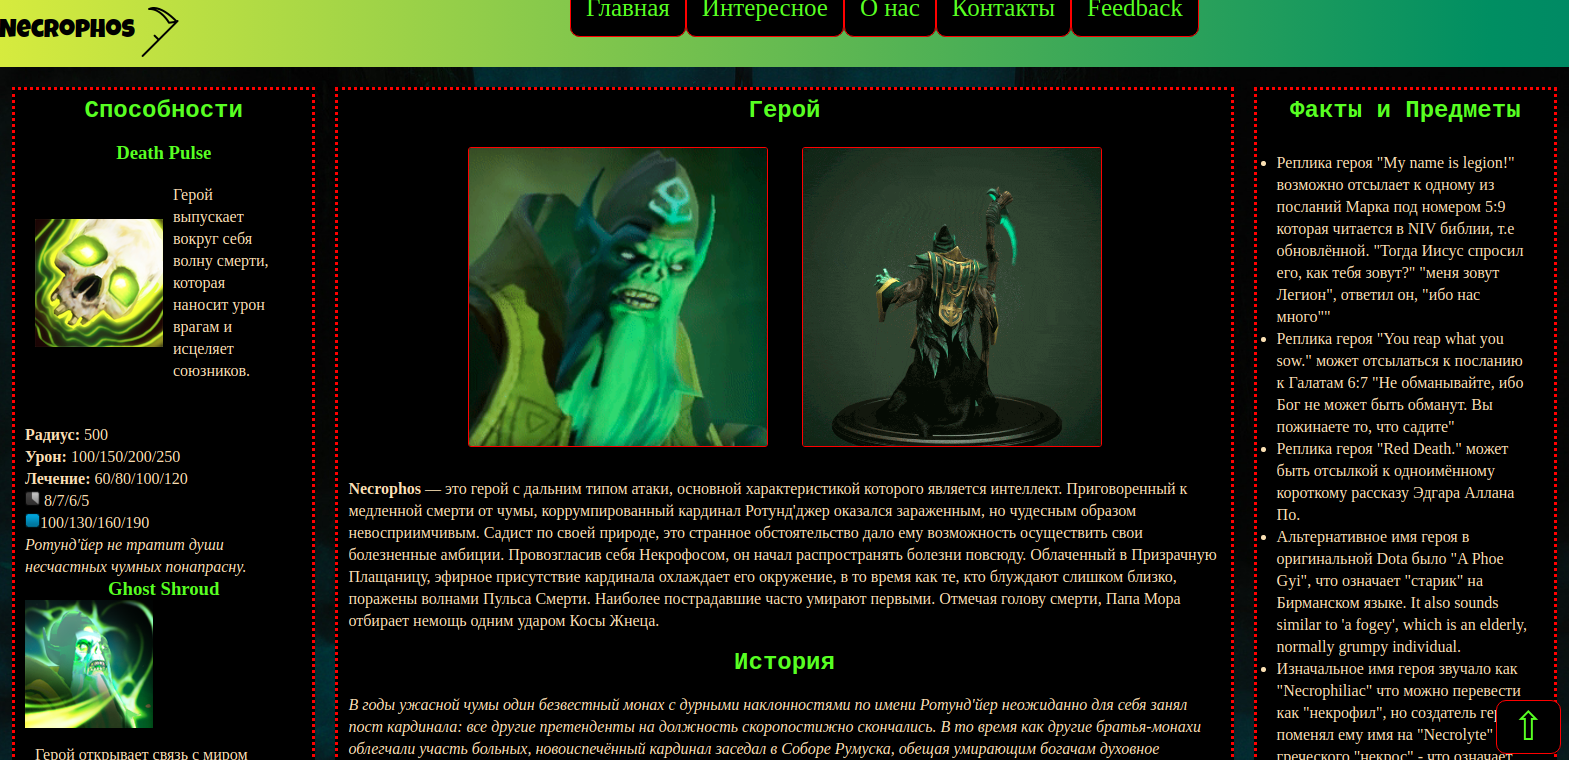 Necrophos
Главная
Интересное
О нас
Контакты
Feedback
Способности
Death Pulse
Герой
выпускает
вокруг себя
волну смерти,
которая
наносит урон
врагам и
исцеляет
союзников.
Радиус: 500
Урон: 100/150/200/250
Лечение: 60/80/100/120
8/7/6/5
100/130/160/190
Ротунд'йер не тратит души
несчастных чумных понапрасну.
Ghost Shroud
Герой открывает связь с миром
Герой
Necrophos — это герой с дальним типом атаки, основной характеристикой которого является интеллект. Приговоренный к
медленной смерти от чумы, коррумпированный кардинал Ротунд'джер оказался зараженным, но чудесным образом
невосприимчивым. Садист по своей природе, это странное обстоятельство дало ему возможность осуществить свои
болезненные амбиции. Провозгласив себя Некрофосом, он начал распространять болезни повсюду. Облаченный в Призрачную
Плащаницу, эфирное присутствие кардинала охлаждает его окружение, в то время как те, кто блуждают слишком близко,
поражены волнами Пульса Смерти. Наиболее пострадавшие часто умирают первыми. Отмечая голову смерти, Папа Мора
отбирает немощь одним ударом Косы Жнеца.
История
В годы ужасной чумы один безвестный монах с дурными наклонностями по имени Ротунд'йер неожиданно для себя занял
пост кардинала: все другие претенденты на должность скоропостижно скончались. В то время как другие братья-монахи
облегчали участь больных, новоиспечённый кардинал заседал в Соборе Румуска, обещая умирающим богачам духовное
Факты и Предметы
Реплика героя "My name is legion!"
возможно отсылает к одному из
посланий Марка под номером 5:9
которая читается в NIV библии, т.е
обновлённой. "Тогда Иисус спросил
его, как тебя зовут?" "меня зовут
Легион", ответил он, "ибо нас
много""
Реплика героя "You reap what you
sow." может отсылаться к посланию
к Галатам 6:7 "Не обманывайте, ибо
Бог не может быть обманут. Вы
пожинаете то, что садите"
Реплика героя "Red Death." может
быть отсылкой к одноимённому
короткому рассказу Эдгара Аллана
По.
Альтернативное имя героя в
оригинальной Dota было "A Phoe
Gyi", что означает "старик" на
Бирманском языке. It also sounds
similar to 'a fogey', which is an elderly,
normally grumpy individual.
Изначальное имя героя звучало как
"Necrophiliac" что можно перевести
как "некрофил", но создатель
поменял ему имя на "Necrolyte"
греческого "некрос" - что означает